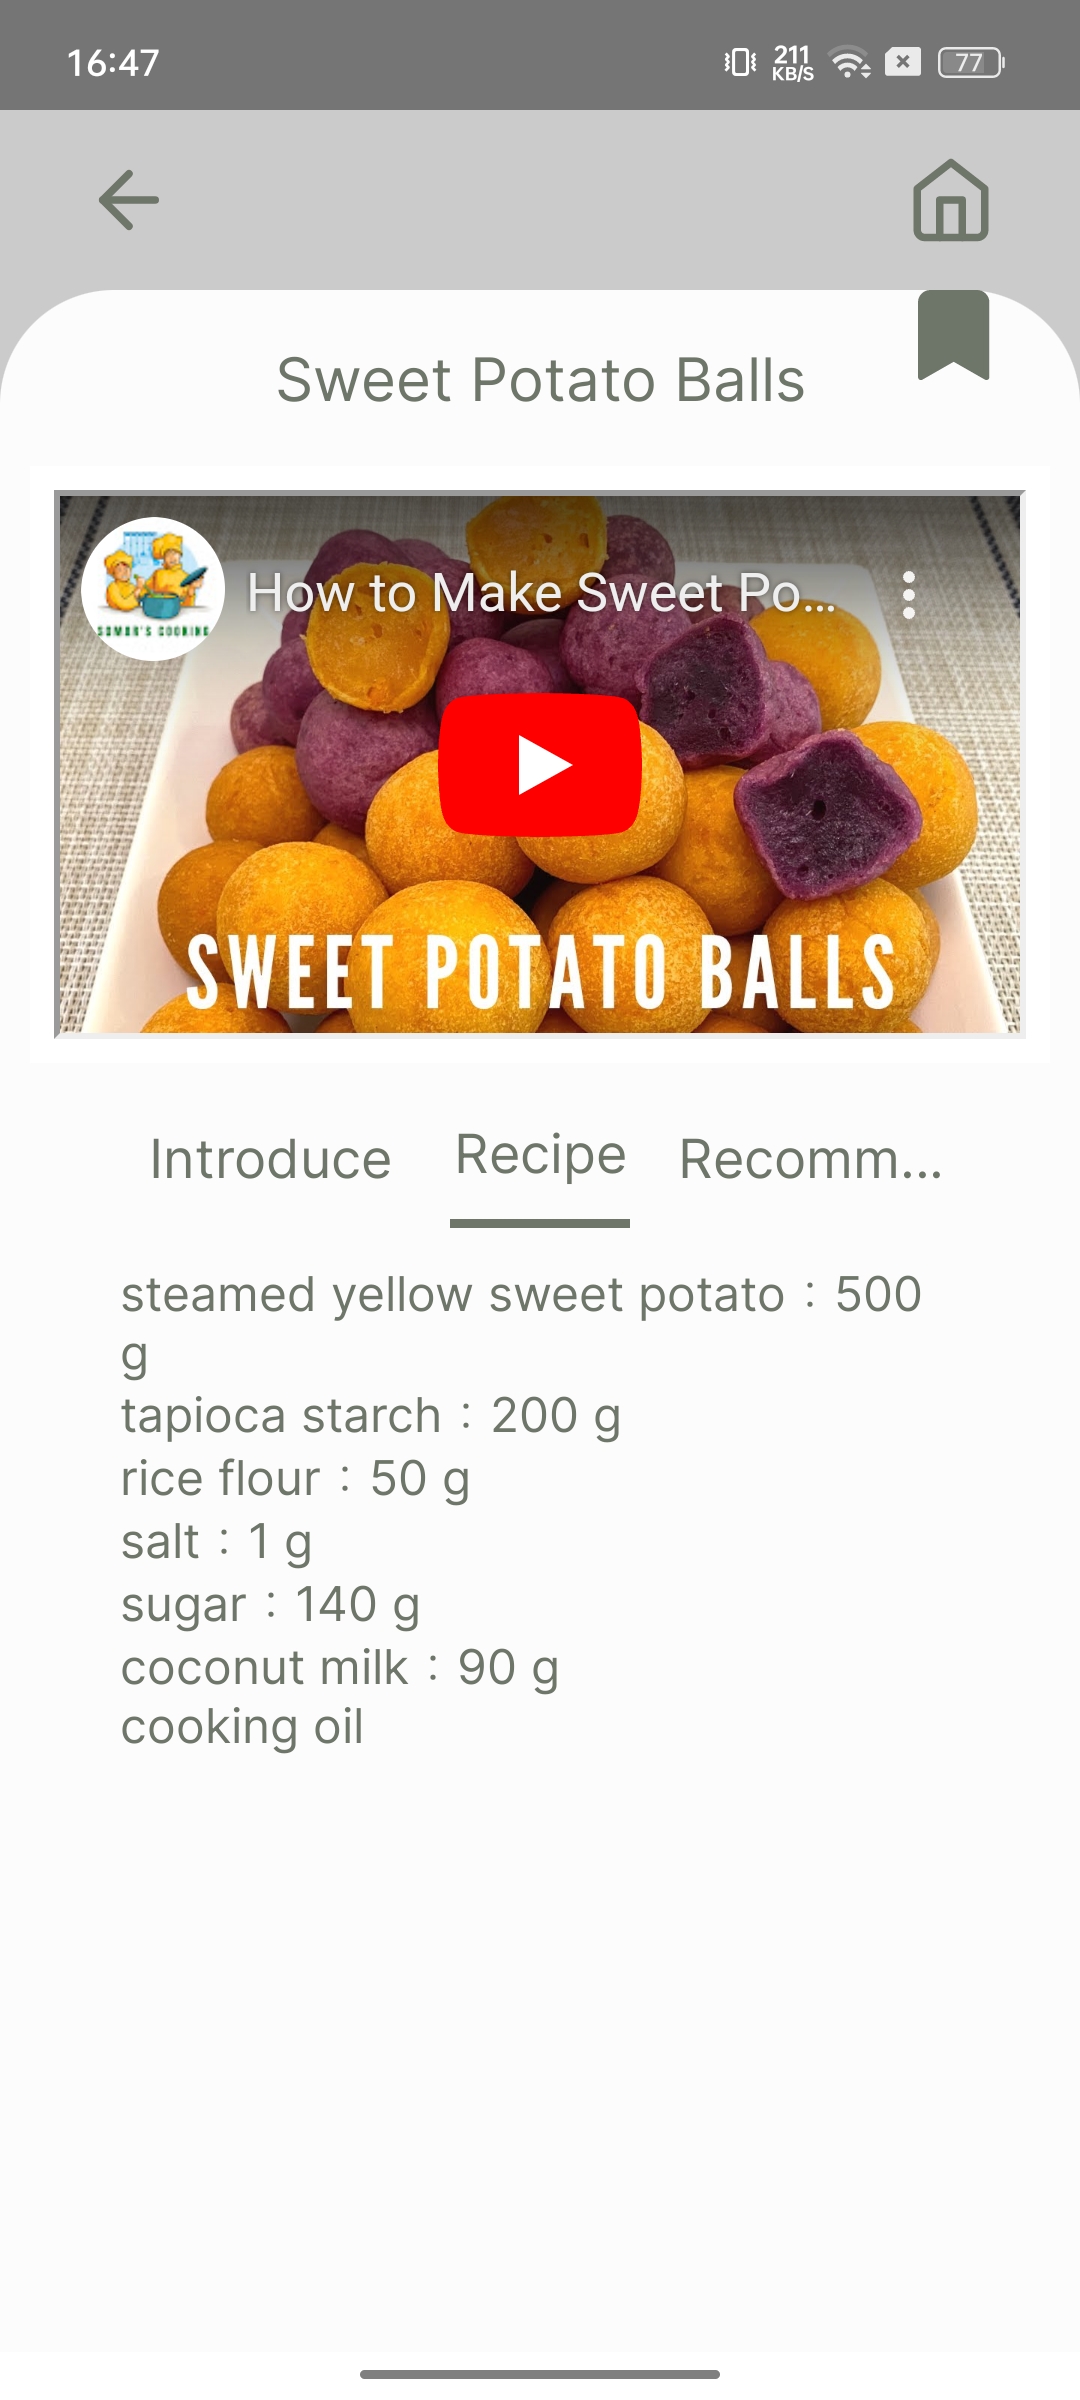 16:47
211
KB/S
77
Sweet Potato Balls
SOMBR'S COOKING
How to Make Sweet Po...
SWEET POTATO BALLS
Introduce
Recipe
Recomm...
steamed yellow sweet potato : 500
g
tapioca starch : 200 g
rice flour : 50 g
salt : 1 g
sugar : 140 g
coconut milk : 90 g
cooking oil